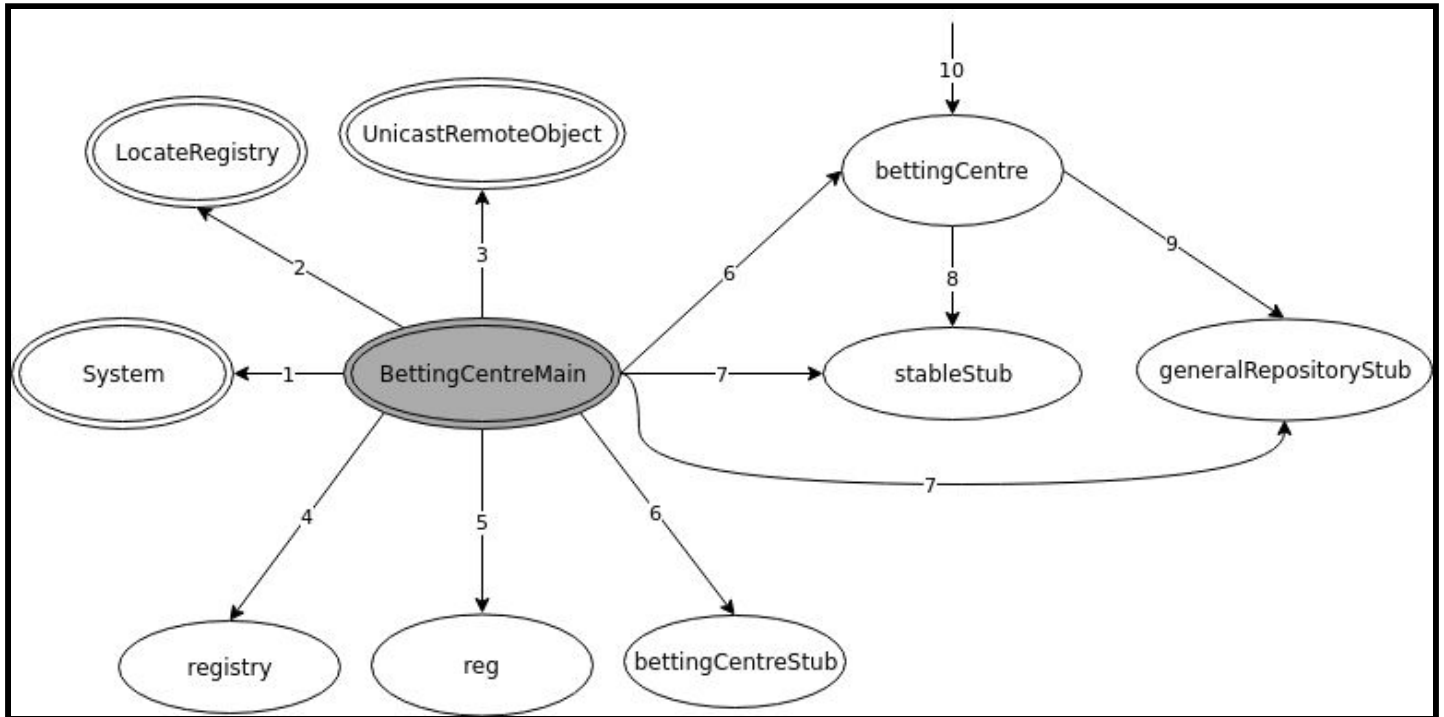 10
UnicastRemoteObject
LocateRegistry
bettingCentre
9
3
2
6
8
System
1
BettingCentreMain
7
stableStub
generalRepositoryStub
7
4
5
6
registry
reg
bettingCentreStub